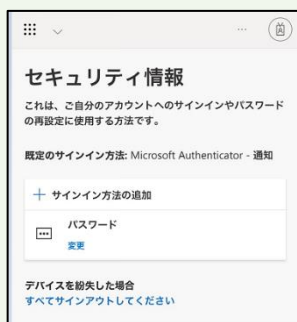 セキュリティ情報
これは、ご自分のアカウントへのサインインやパスワード
の再設定に使用する方法です。
既定のサインイン方法: Microsoft Authenticator - 通知
サインイン方法の追加
パスワード
変更
デバイスを紛失した場合
すべてサインアウトしてください